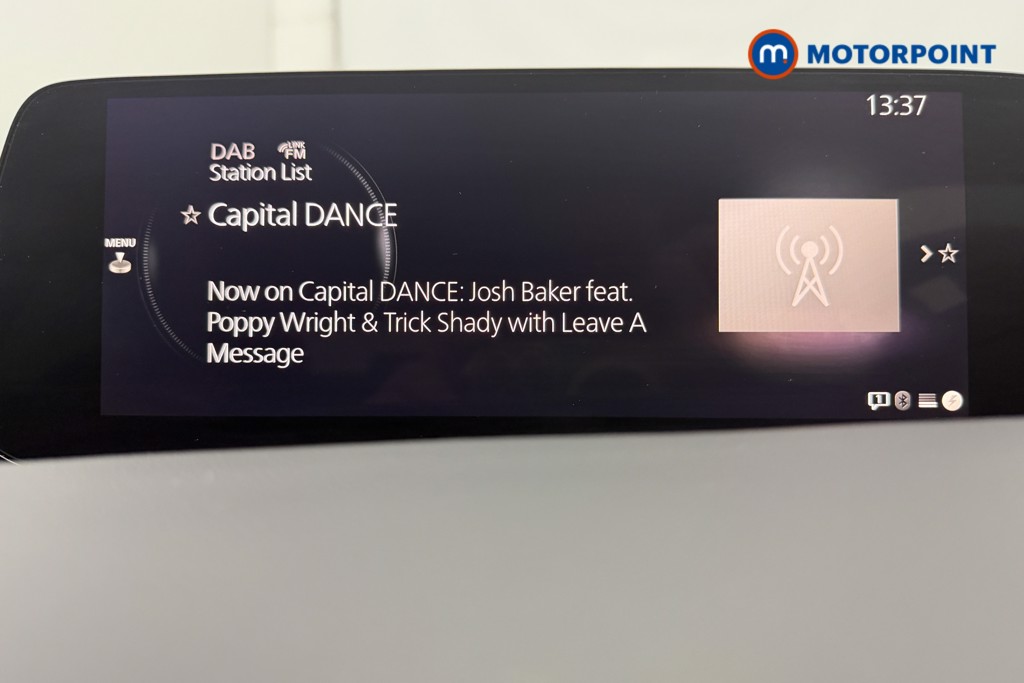 m MOTORPOINT
13:37
DAB LINK FM
Station List
Capital DANCE
MENU
Now on Capital DANCE: Josh Baker feat.
Poppy Wright & Trick Shady with Leave A
Message
1